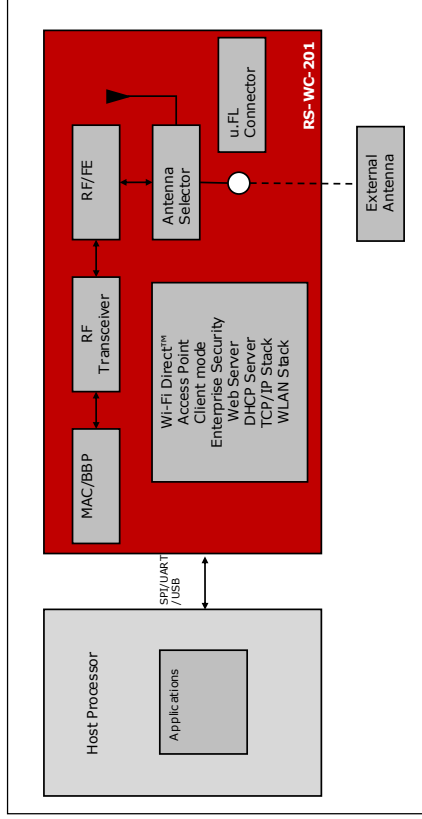 Host Processor
Applications
SPI/UART
/USB
MAC/BBP
RF
Transceiver
RF/FE
Antenna
Selector
u.FL
Connector
Wi-Fi Direct™
Access Point
Client mode
Enterprise Security
Web Server
DHCP Server
TCP/IP Stack
WLAN Stack
RS-WC-201
External
Antenna